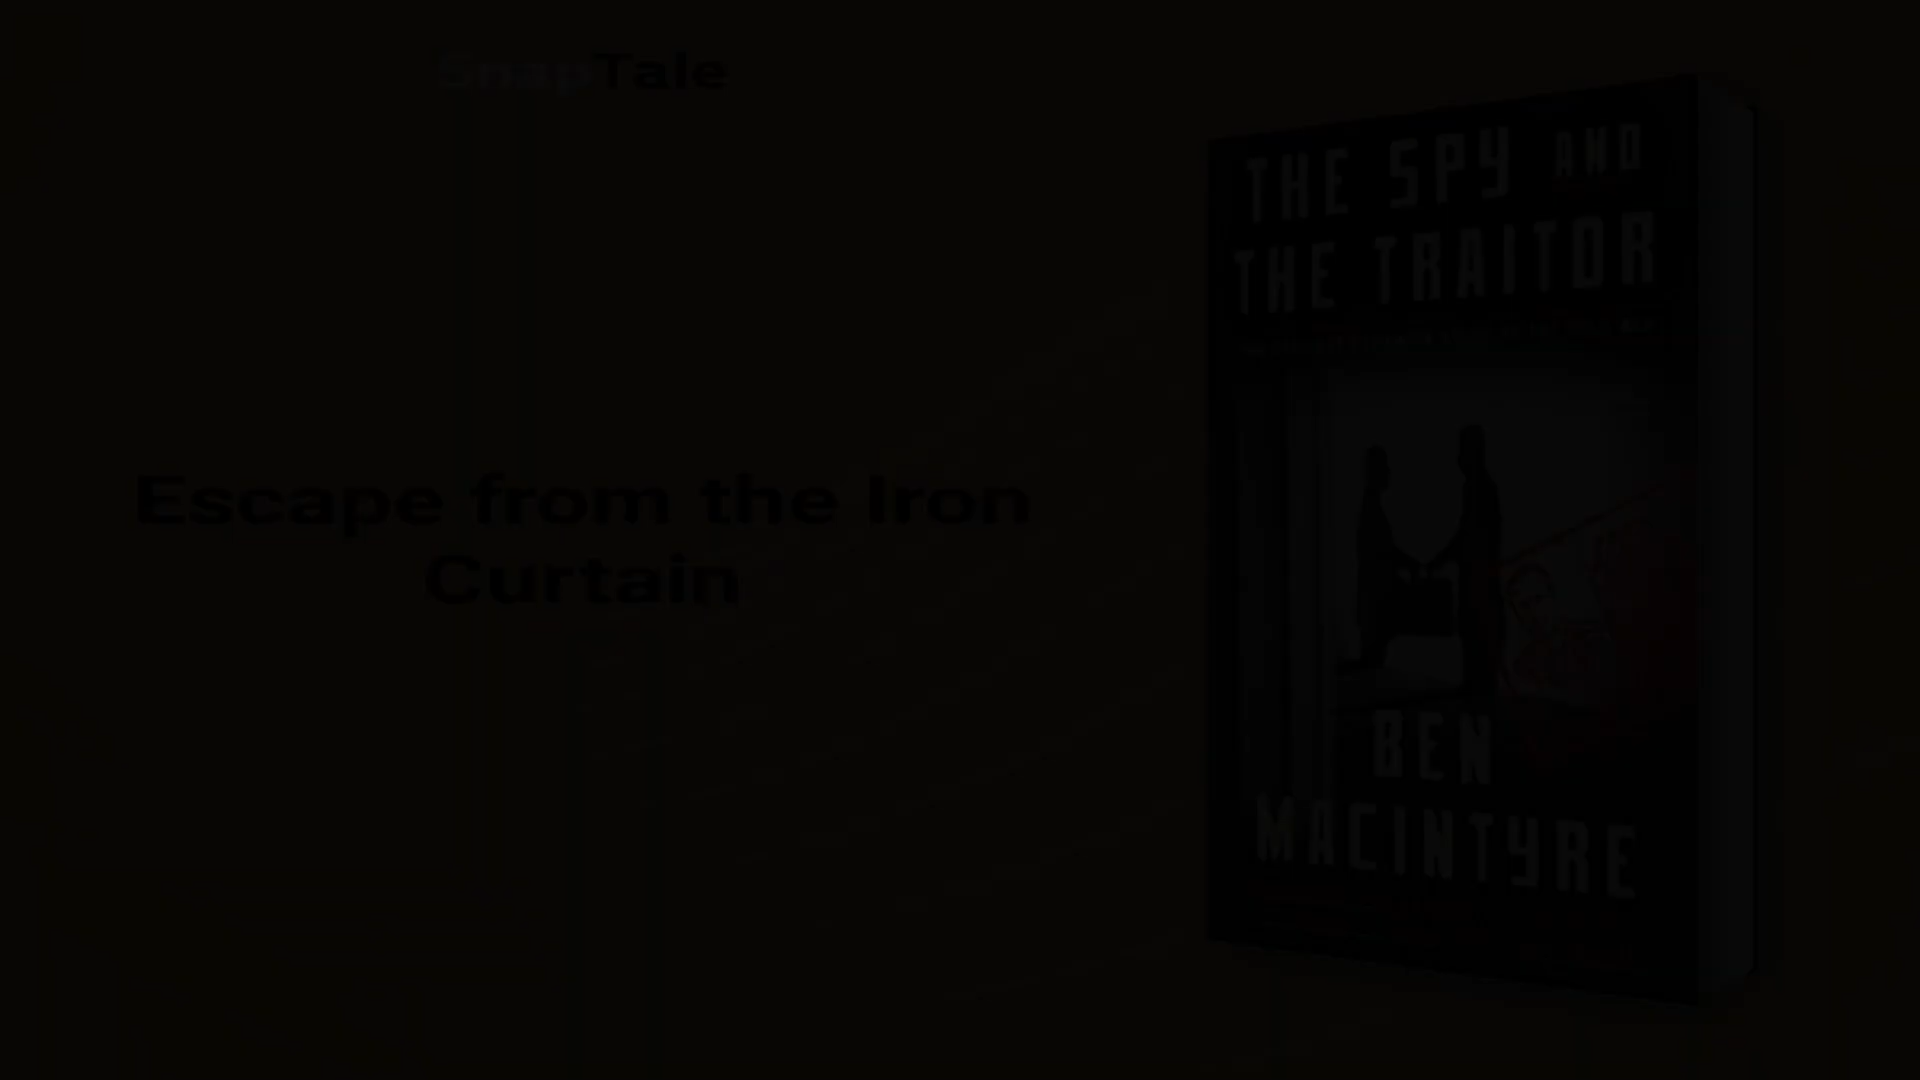 SnapTale
Escape from the Iron
Curtain
THE SPY AND
THE TRAITOR
BEN
MACINTYRE